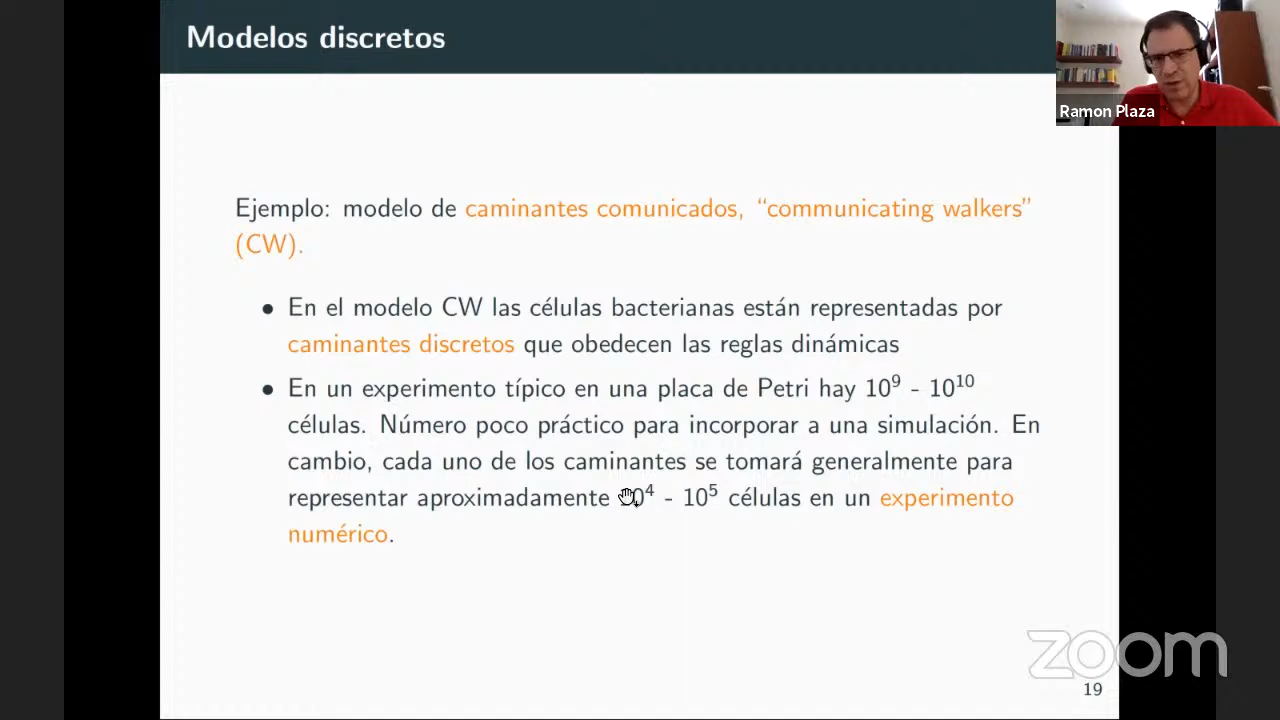 Modelos discretos
Ramon Plaza
Ejemplo: modelo de caminantes comunicados, “communicating walkers”
(CW).
• En el modelo CW las células bacterianas están representadas por
caminantes discretos que obedecen las reglas dinámicas
• En un experimento típico en una placa de Petri hay 10⁹ - 10¹⁰
células. Número poco práctico para incorporar a una simulación. En
cambio, cada uno de los caminantes se tomará generalmente para
representar aproximadamente 10⁴ - 10⁵ células en un experimento
numérico.
zoom
19